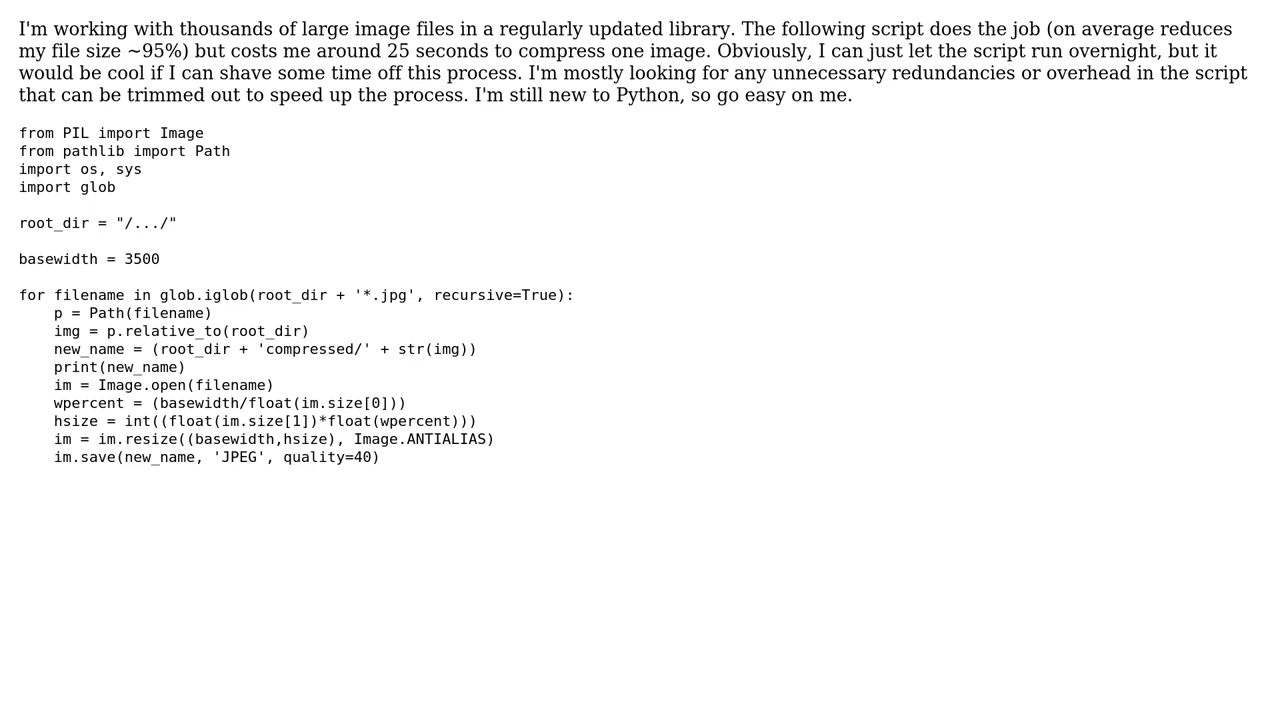 I'm working with thousands of large image files in a regularly updated library. The following script does the job (on average reduces
my file size ~95%) but costs me around 25 seconds to compress one image. Obviously, I can just let the script run overnight, but it
would be cool if I can shave some time off this process. I'm mostly looking for any unnecessary redundancies or overhead in the script
that can be trimmed out to speed up the process. I'm still new to Python, so go easy on me.
from PIL import Image
from pathlib import Path
import os, sys
import glob
root_dir = "/.../"
basewidth = 3500
for filename in glob.iglob(root_dir + '*.jpg', recursive=True):
    p = Path(filename)
    img = p.relative_to(root_dir)
    new_name = (root_dir + 'compressed/' + str(img))
    print(new_name)
    im = Image.open(filename)
    wpercent = (basewidth/float(im.size[0]))
    hsize = int((float(im.size[1])*float(wpercent)))
    im = im.resize((basewidth,hsize), Image.ANTIALIAS)
    im.save(new_name, 'JPEG', quality=40)